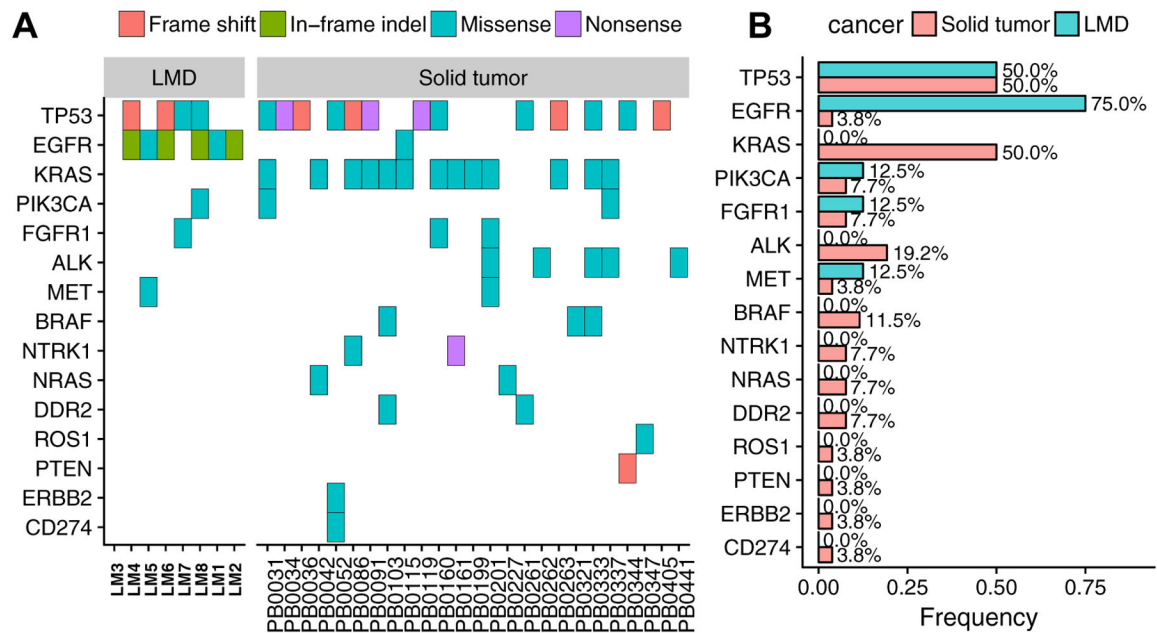 A
Frame shift
In-frame indel
Missense
Nonsense
LMD
Solid tumor
TP53
EGFR
KRAS
PIK3CA
FGFR1
ALK
MET
BRAF
NTRK1
NRAS
DDR2
ROS1
PTEN
ERBB2
CD274
LM3
LM4
LM5
LM6
LM7
LM8
LM1
LM2
PB0031
PB0034
PB0036
PB0042
PB0052
PB0086
PB0091
PB0103
PB0115
PB0119
PB0160
PB0161
PB0199
PB0201
PB0227
PB0261
PB0262
PB0263
PB0321
PB0333
PB0337
PB0344
PB0347
PB0405
PB0441
B
cancer
Solid tumor
LMD
TP53
50.0%
50.0%
EGFR
75.0%
3.8%
KRAS
0.0%
50.0%
PIK3CA
12.5%
7.7%
FGFR1
12.5%
7.7%
ALK
0.0%
19.2%
MET
12.5%
3.8%
BRAF
0.0%
11.5%
NTRK1
0.0%
7.7%
NRAS
0.0%
7.7%
DDR2
0.0%
7.7%
ROS1
0.0%
3.8%
PTEN
0.0%
3.8%
ERBB2
0.0%
3.8%
CD274
0.0%
3.8%
0.00 0.25 0.50 0.75
Frequency